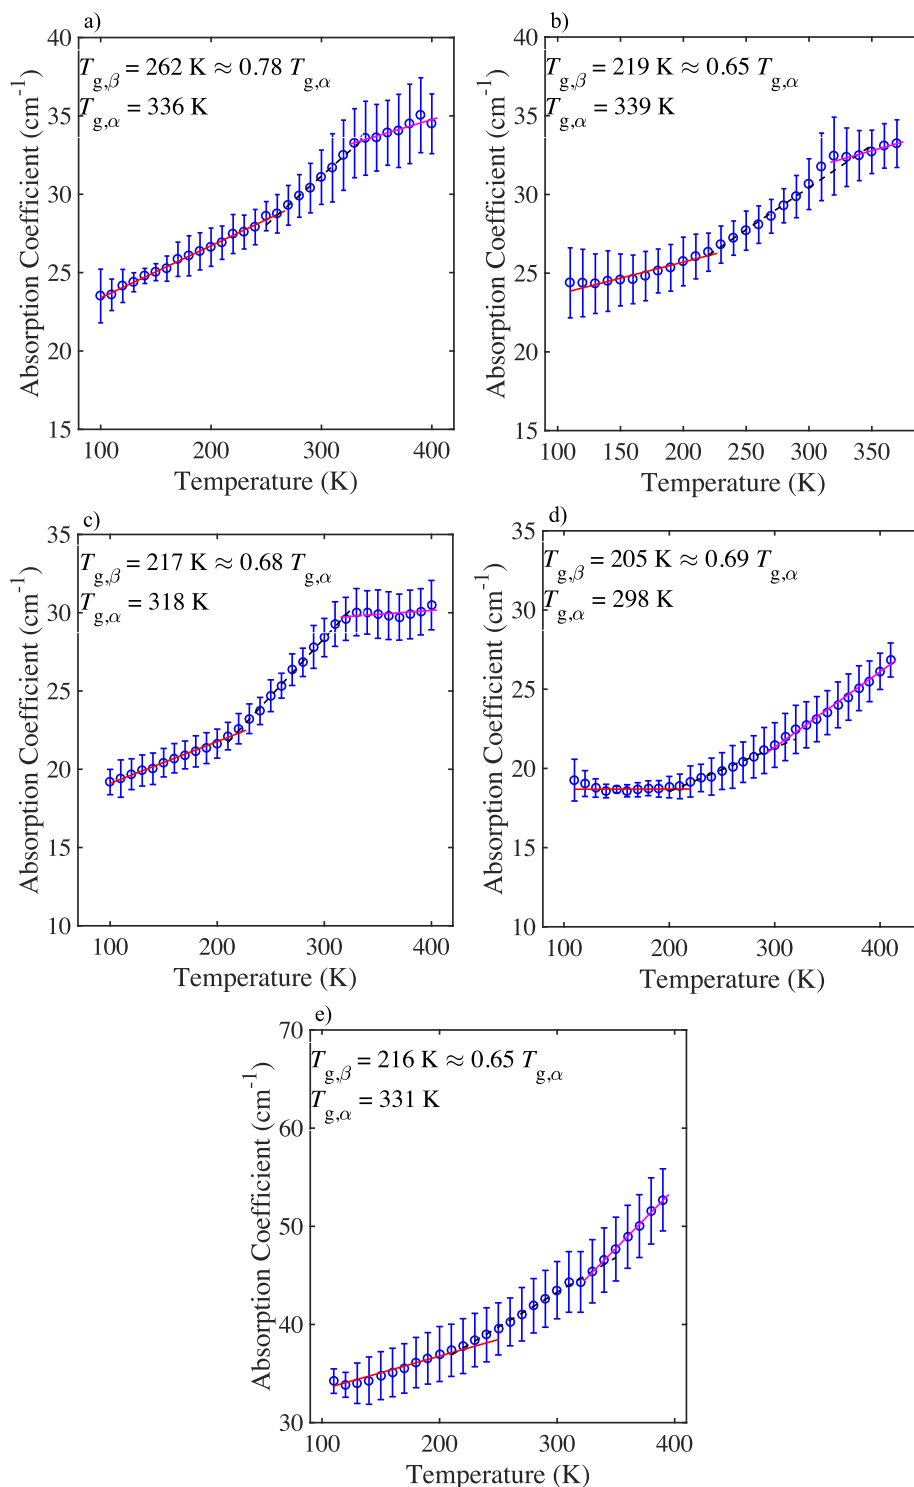 a)
T_g,β = 262 K ≈ 0.78 T_g,α
T_g,α = 336 K
Absorption Coefficient (cm⁻¹)
40
35
30
25
20
15
100 200 300 400
Temperature (K)
b)
T_g,β = 219 K ≈ 0.65 T_g,α
T_g,α = 339 K
Absorption Coefficient (cm⁻¹)
40
35
30
25
20
15
100 150 200 250 300 350
Temperature (K)
c)
T_g,β = 217 K ≈ 0.68 T_g,α
T_g,α = 318 K
Absorption Coefficient (cm⁻¹)
35
30
25
20
15
10
100 200 300 400
Temperature (K)
d)
T_g,β = 205 K ≈ 0.69 T_g,α
T_g,α = 298 K
Absorption Coefficient (cm⁻¹)
35
30
25
20
15
10
100 200 300 400
Temperature (K)
e)
T_g,β = 216 K ≈ 0.65 T_g,α
T_g,α = 331 K
Absorption Coefficient (cm⁻¹)
70
60
50
40
30
100 200 300 400
Temperature (K)